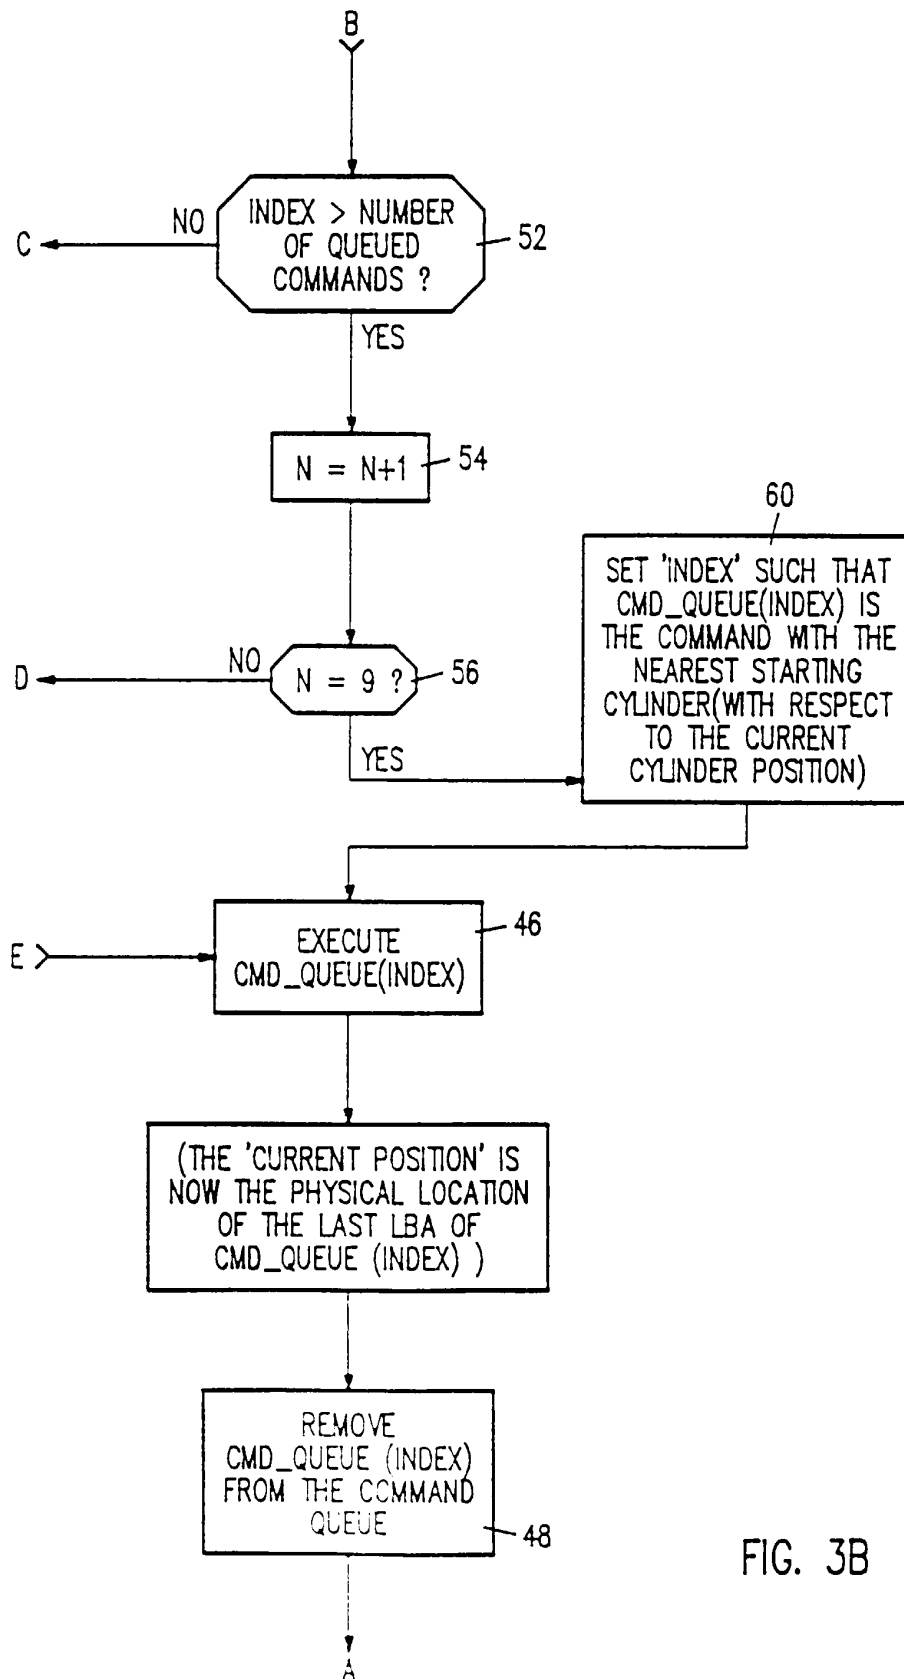 B
INDEX > NUMBER
OF QUEUED
COMMANDS ?
52
NO
C
YES
N = N+1
54
60
SET 'INDEX' SUCH THAT
CMD_QUEUE(INDEX) IS
THE COMMAND WITH THE
NEAREST STARTING
CYLINDER(WITH RESPECT
TO THE CURRENT
CYLINDER POSITION)
N = 9 ?
56
NO
D
YES
E
EXECUTE
CMD_QUEUE(INDEX)
46
(THE 'CURRENT POSITION' IS
NOW THE PHYSICAL LOCATION
OF THE LAST LBA OF
CMD_QUEUE (INDEX) )
REMOVE
CMD_QUEUE (INDEX)
FROM THE COMMAND
QUEUE
48
A
FIG. 3B